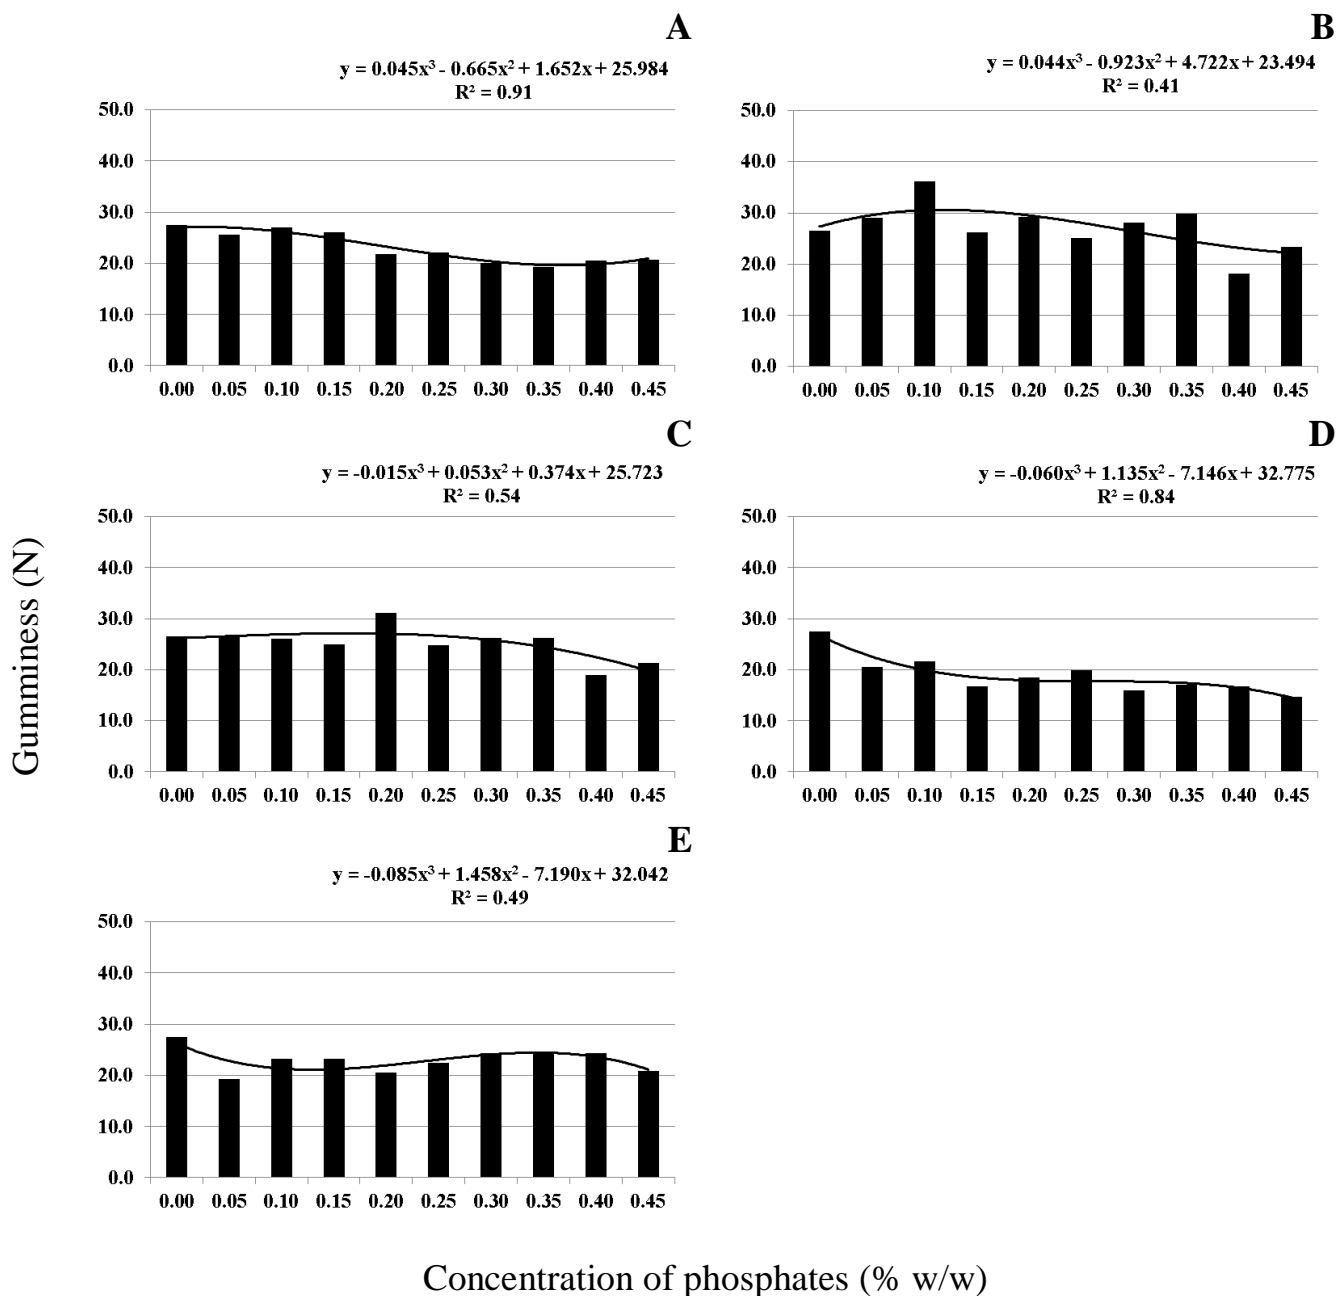 A
y = 0.045x³ - 0.665x² + 1.652x + 25.984
R² = 0.91
50.0
40.0
30.0
20.0
10.0
0.0
0.00 0.05 0.10 0.15 0.20 0.25 0.30 0.35 0.40 0.45
B
y = 0.044x³ - 0.923x² + 4.722x + 23.494
R² = 0.41
50.0
40.0
30.0
20.0
10.0
0.0
0.00 0.05 0.10 0.15 0.20 0.25 0.30 0.35 0.40 0.45
C
y = -0.015x³ + 0.053x² + 0.374x + 25.723
R² = 0.54
50.0
40.0
30.0
20.0
10.0
0.0
0.00 0.05 0.10 0.15 0.20 0.25 0.30 0.35 0.40 0.45
D
y = -0.060x³ + 1.135x² - 7.146x + 32.775
R² = 0.84
50.0
40.0
30.0
20.0
10.0
0.0
0.00 0.05 0.10 0.15 0.20 0.25 0.30 0.35 0.40 0.45
Gumminess (N)
E
y = -0.085x³ + 1.458x² - 7.190x + 32.042
R² = 0.49
50.0
40.0
30.0
20.0
10.0
0.0
0.00 0.05 0.10 0.15 0.20 0.25 0.30 0.35 0.40 0.45
Concentration of phosphates (% w/w)